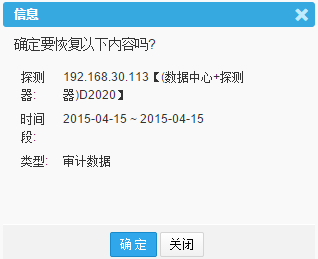 信息
确定要恢复以下内容吗?
探测 192.168.30.113【(数据中心+探测
器: 器)D2020】
时间 2015-04-15 ~ 2015-04-15
段:
类型: 审计数据
确定 关闭